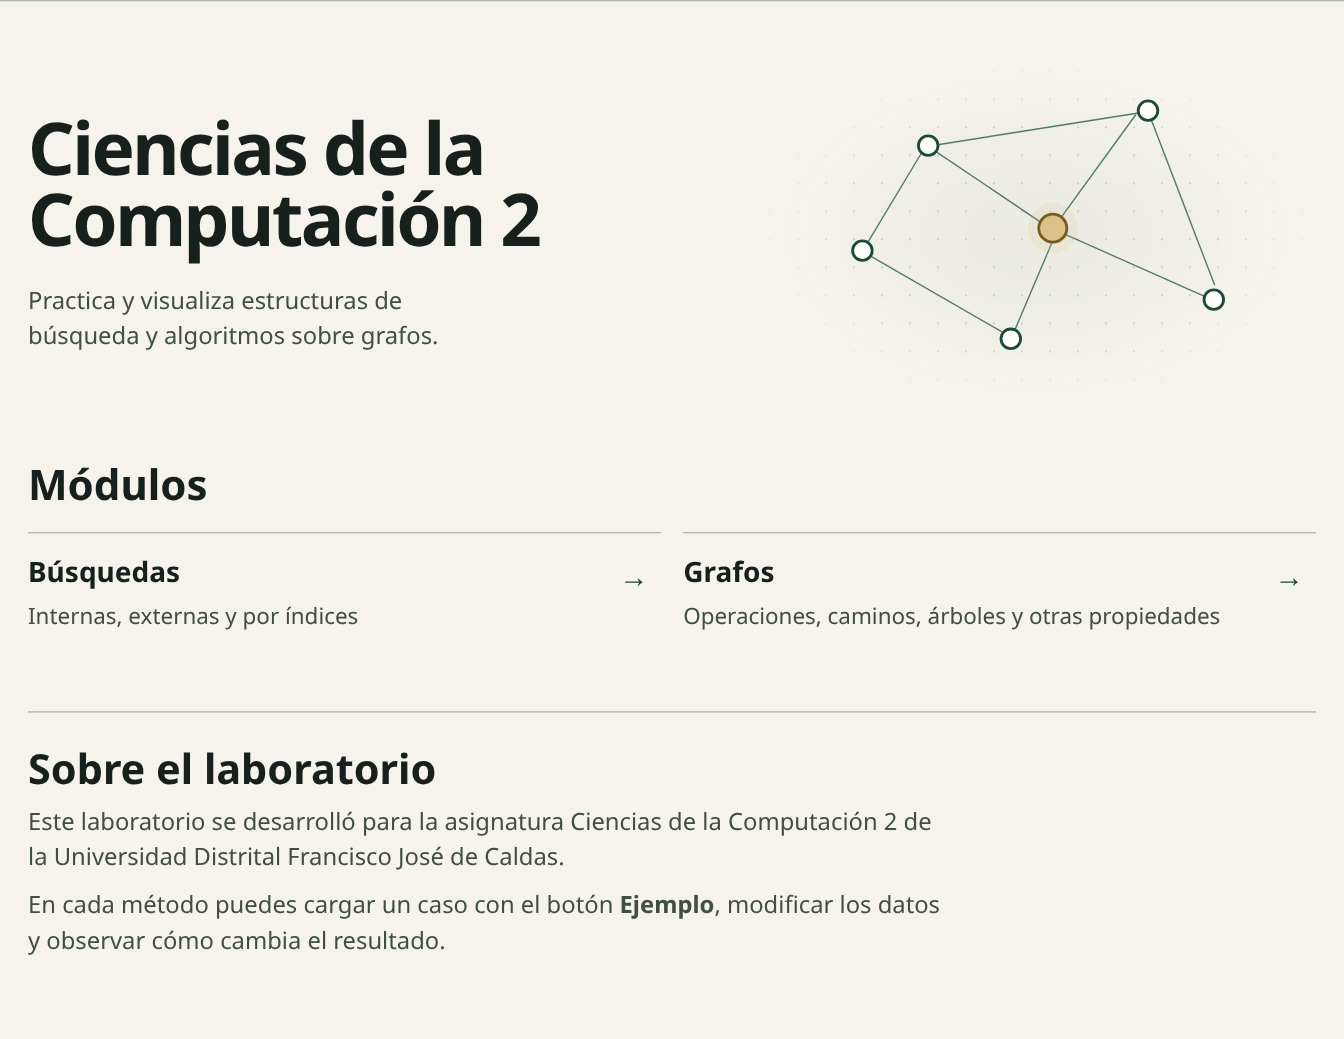 Ciencias de la
Computación 2
Practica y visualiza estructuras de
búsqueda y algoritmos sobre grafos.
Módulos
Búsquedas →
Internas, externas y por índices
Grafos →
Operaciones, caminos, árboles y otras propiedades
Sobre el laboratorio
Este laboratorio se desarrolló para la asignatura Ciencias de la Computación 2 de
la Universidad Distrital Francisco José de Caldas.
En cada método puedes cargar un caso con el botón Ejemplo, modificar los datos
y observar cómo cambia el resultado.